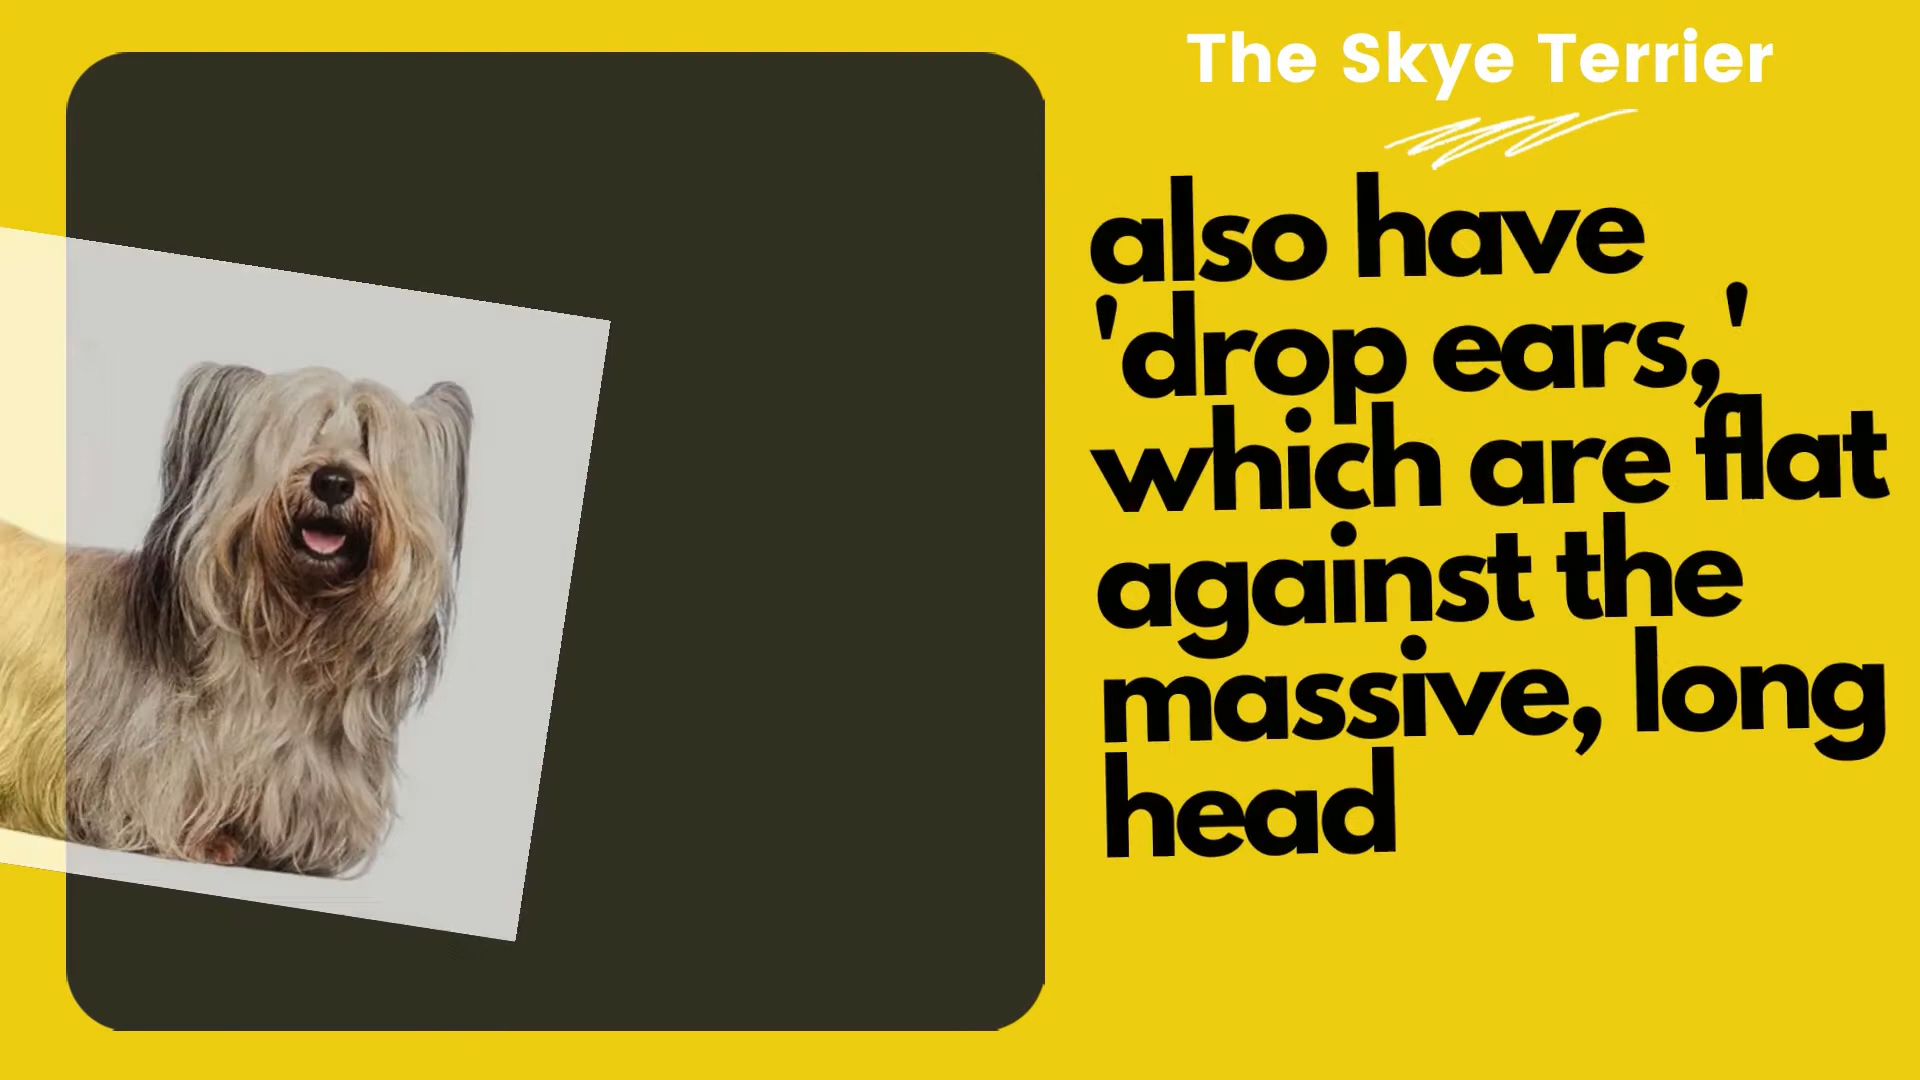 The Skye Terrier
also have
'drop ears,'
which are flat
against the
massive, long
head